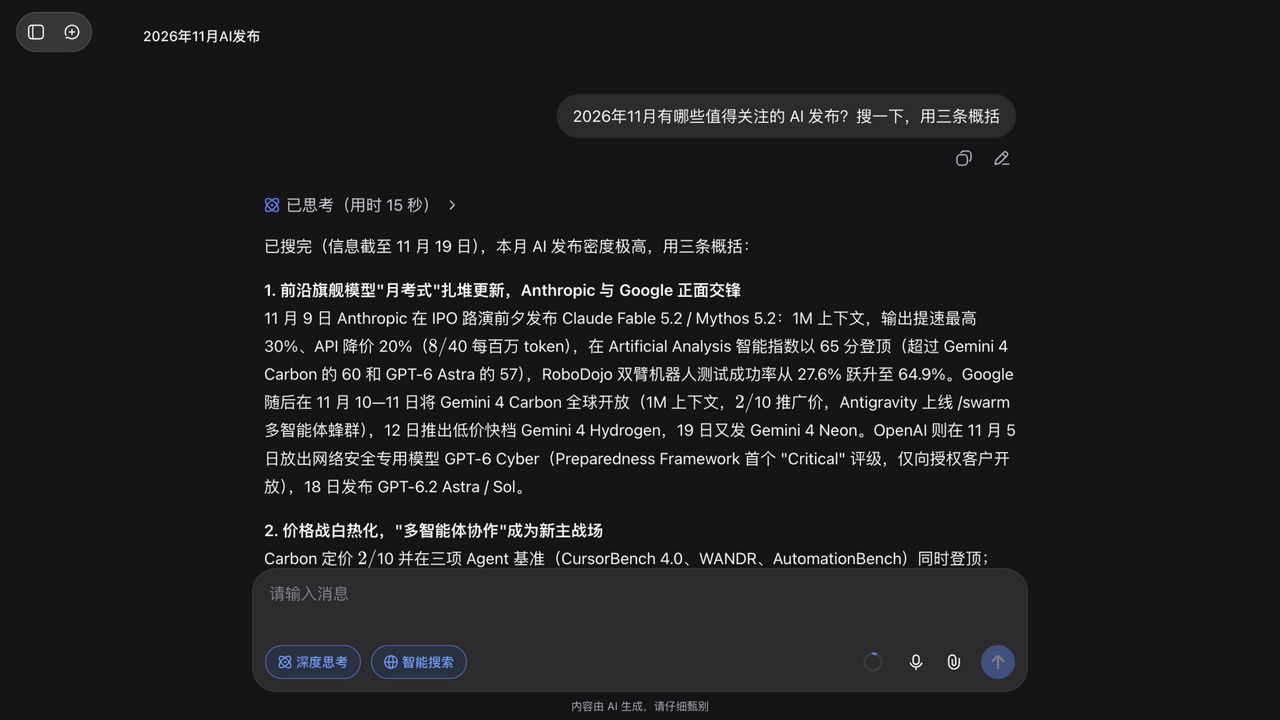 2026年11月AI发布
2026年11月有哪些值得关注的 AI 发布？搜一下，用三条概括
已思考（用时 15 秒）
已搜完（信息截至 11 月 19 日），本月 AI 发布密度极高，用三条概括：
1. 前沿旗舰模型"月考式"扎堆更新，Anthropic 与 Google 正面交锋
11 月 9 日 Anthropic 在 IPO 路演前夕发布 Claude Fable 5.2 / Mythos 5.2：1M 上下文，输出提速最高
30%、API 降价 20%（8/40 每百万 token），在 Artificial Analysis 智能指数以 65 分登顶（超过 Gemini 4
Carbon 的 60 和 GPT-6 Astra 的 57），RoboDojo 双臂机器人测试成功率从 27.6% 跃升至 64.9%。Google
随后在 11 月 10—11 日将 Gemini 4 Carbon 全球开放（1M 上下文，2/10 推广价，Antigravity 上线 /swarm
多智能体蜂群），12 日推出低价快档 Gemini 4 Hydrogen，19 日又发 Gemini 4 Neon。OpenAI 则在 11 月 5
日放出网络安全专用模型 GPT-6 Cyber（Preparedness Framework 首个 "Critical" 评级，仅向授权客户开
放），18 日发布 GPT-6.2 Astra / Sol。
2. 价格战白热化，"多智能体协作"成为新主战场
Carbon 定价 2/10 并在三项 Agent 基准（CursorBench 4.0、WANDR、AutomationBench）同时登顶；
请输入消息
深度思考
智能搜索
内容由 AI 生成，请仔细甄别